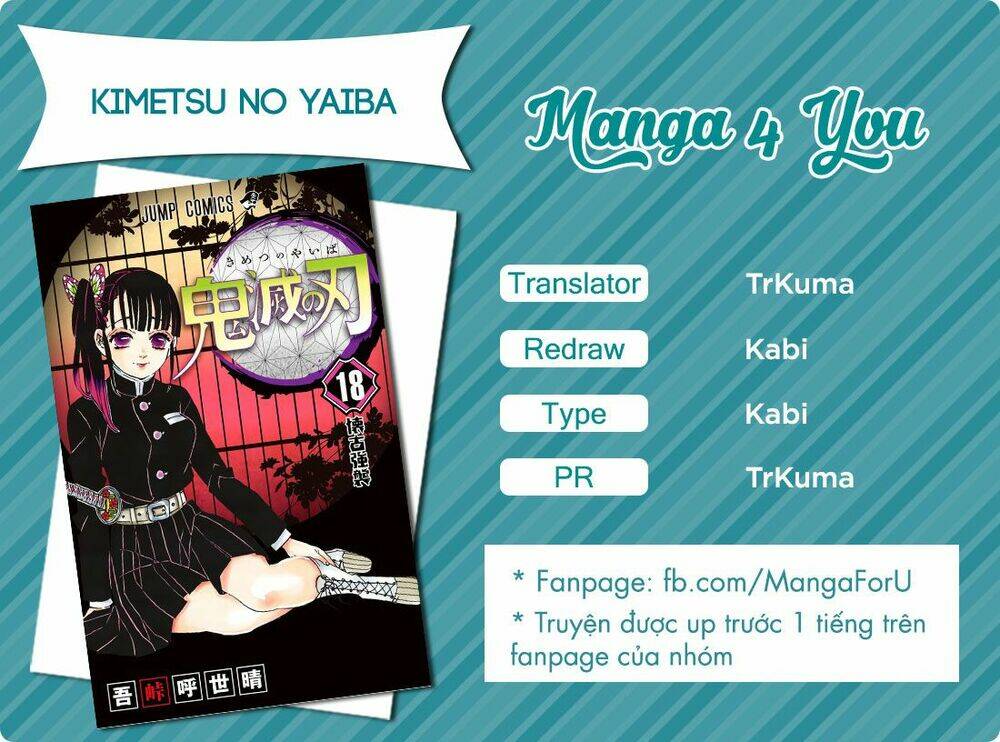 KIMETSU NO YAIBA
Manga 4 You
JUMP COMICS
きめつのやいば
鬼滅の刃
18
懐古強襲
吾峠呼世晴
Translator TrKuma
Redraw Kabi
Type Kabi
PR TrKuma
* Fanpage: fb.com/MangaForU
* Truyện được up trước 1 tiếng trên
fanpage của nhóm